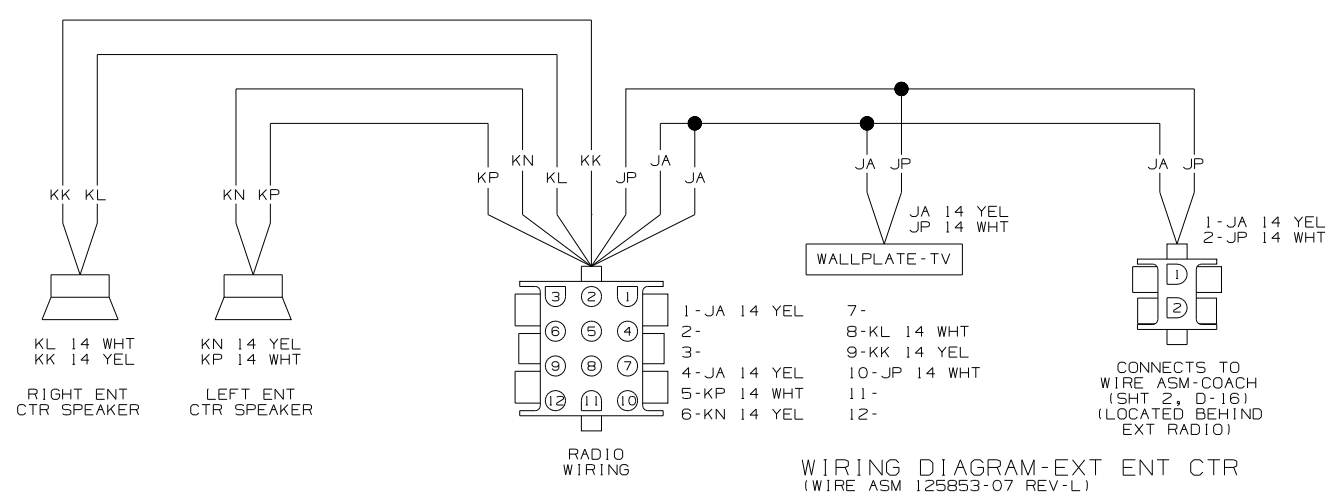 KK KL
KN KP
KP
KN
KL
KK
JP
JA
JA
JA JP
JA JP
JA 14 YEL
JP 14 WHT
1-JA 14 YEL
2-JP 14 WHT
WALLPLATE-TV
1
2
KL 14 WHT
KK 14 YEL
RIGHT ENT
CTR SPEAKER
KN 14 YEL
KP 14 WHT
LEFT ENT
CTR SPEAKER
3 2 1
6 5 4
9 8 7
12 11 10
RADIO
WIRING
1-JA 14 YEL
2-
3-
4-JA 14 YEL
5-KP 14 WHT
6-KN 14 YEL
7-
8-KL 14 WHT
9-KK 14 YEL
10-JP 14 WHT
11-
12-
CONNECTS TO
WIRE ASM-COACH
(SHT 2, D-16)
(LOCATED BEHIND
EXT RADIO)
WIRING DIAGRAM-EXT ENT CTR
(WIRE ASM 125853-07 REV-L)